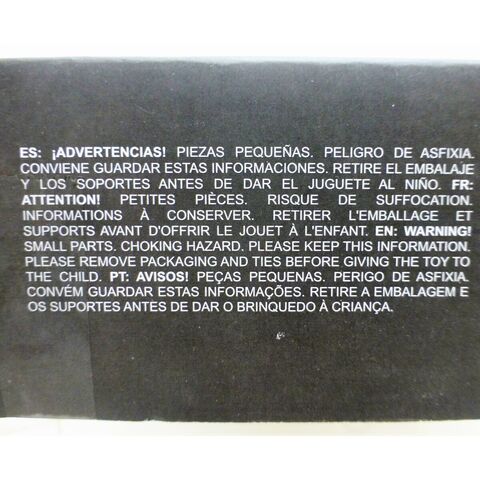 ES: ¡ADVERTENCIAS! PIEZAS PEQUEÑAS. PELIGRO DE ASFIXIA.
CONVIENE GUARDAR ESTAS INFORMACIONES. RETIRE EL EMBALAJE
Y LOS SOPORTES ANTES DE DAR EL JUGUETE AL NIÑO. FR:
ATTENTION! PETITES PIÈCES. RISQUE DE SUFFOCATION.
INFORMATIONS À CONSERVER. RETIRER L'EMBALLAGE ET
SUPPORTS AVANT D'OFFRIR LE JOUET À L'ENFANT. EN: WARNING!
SMALL PARTS. CHOKING HAZARD. PLEASE KEEP THIS INFORMATION.
PLEASE REMOVE PACKAGING AND TIES BEFORE GIVING THE TOY TO
THE CHILD. PT: AVISOS! PEÇAS PEQUENAS. PERIGO DE ASFIXIA.
CONVÉM GUARDAR ESTAS INFORMAÇÕES. RETIRE A EMBALAGEM E
OS SUPORTES ANTES DE DAR O BRINQUEDO À CRIANÇA.